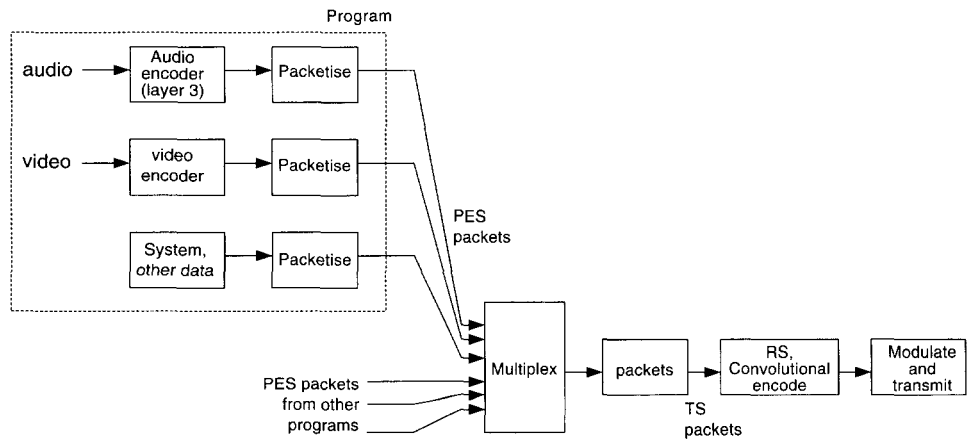 Program
audio
Audio
encoder
(layer 3)
Packetise
video
video
encoder
Packetise
System,
other data
Packetise
PES
packets
PES packets
from other
programs
Multiplex
packets
TS
packets
RS,
Convolutional
encode
Modulate
and
transmit